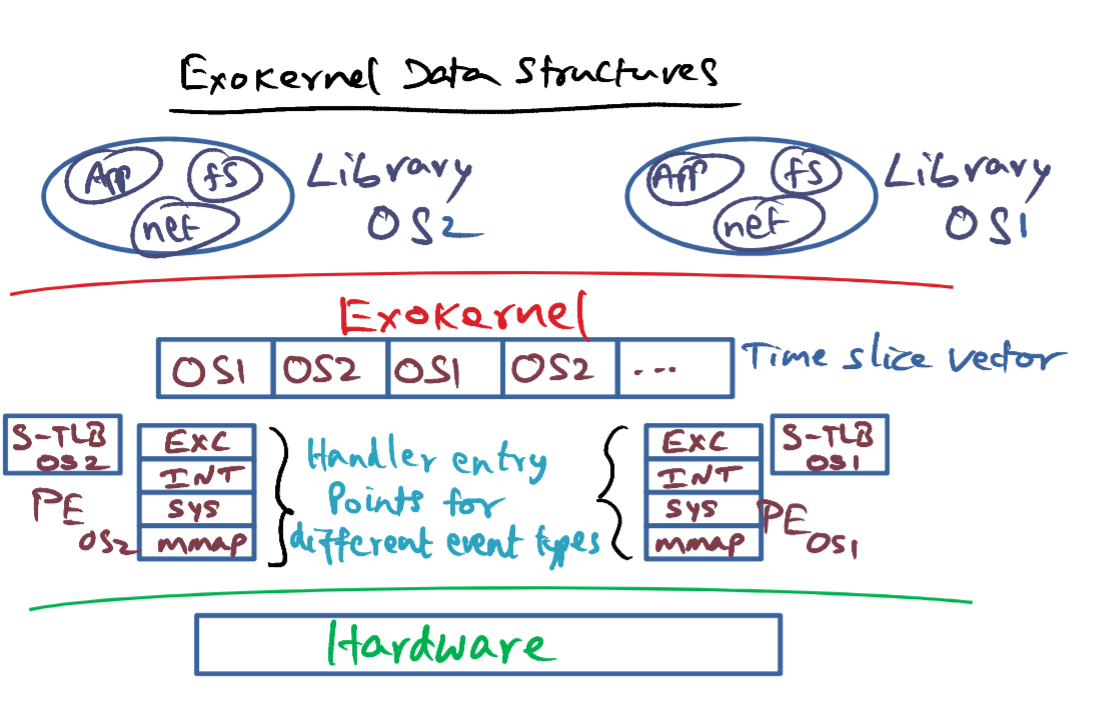 Exokernel Data Structures
App fs Library
net OS2
App fs Library
net OS1
Exokernel
OS1 OS2 OS1 OS2 ... Time slice vector
S-TLB
OS2
PE
OS2
EXC
INT
SYS
mmap
Handler entry
Points for
different event types
EXC
INT
SYS
mmap
S-TLB
OS1
PE
OS1
Hardware